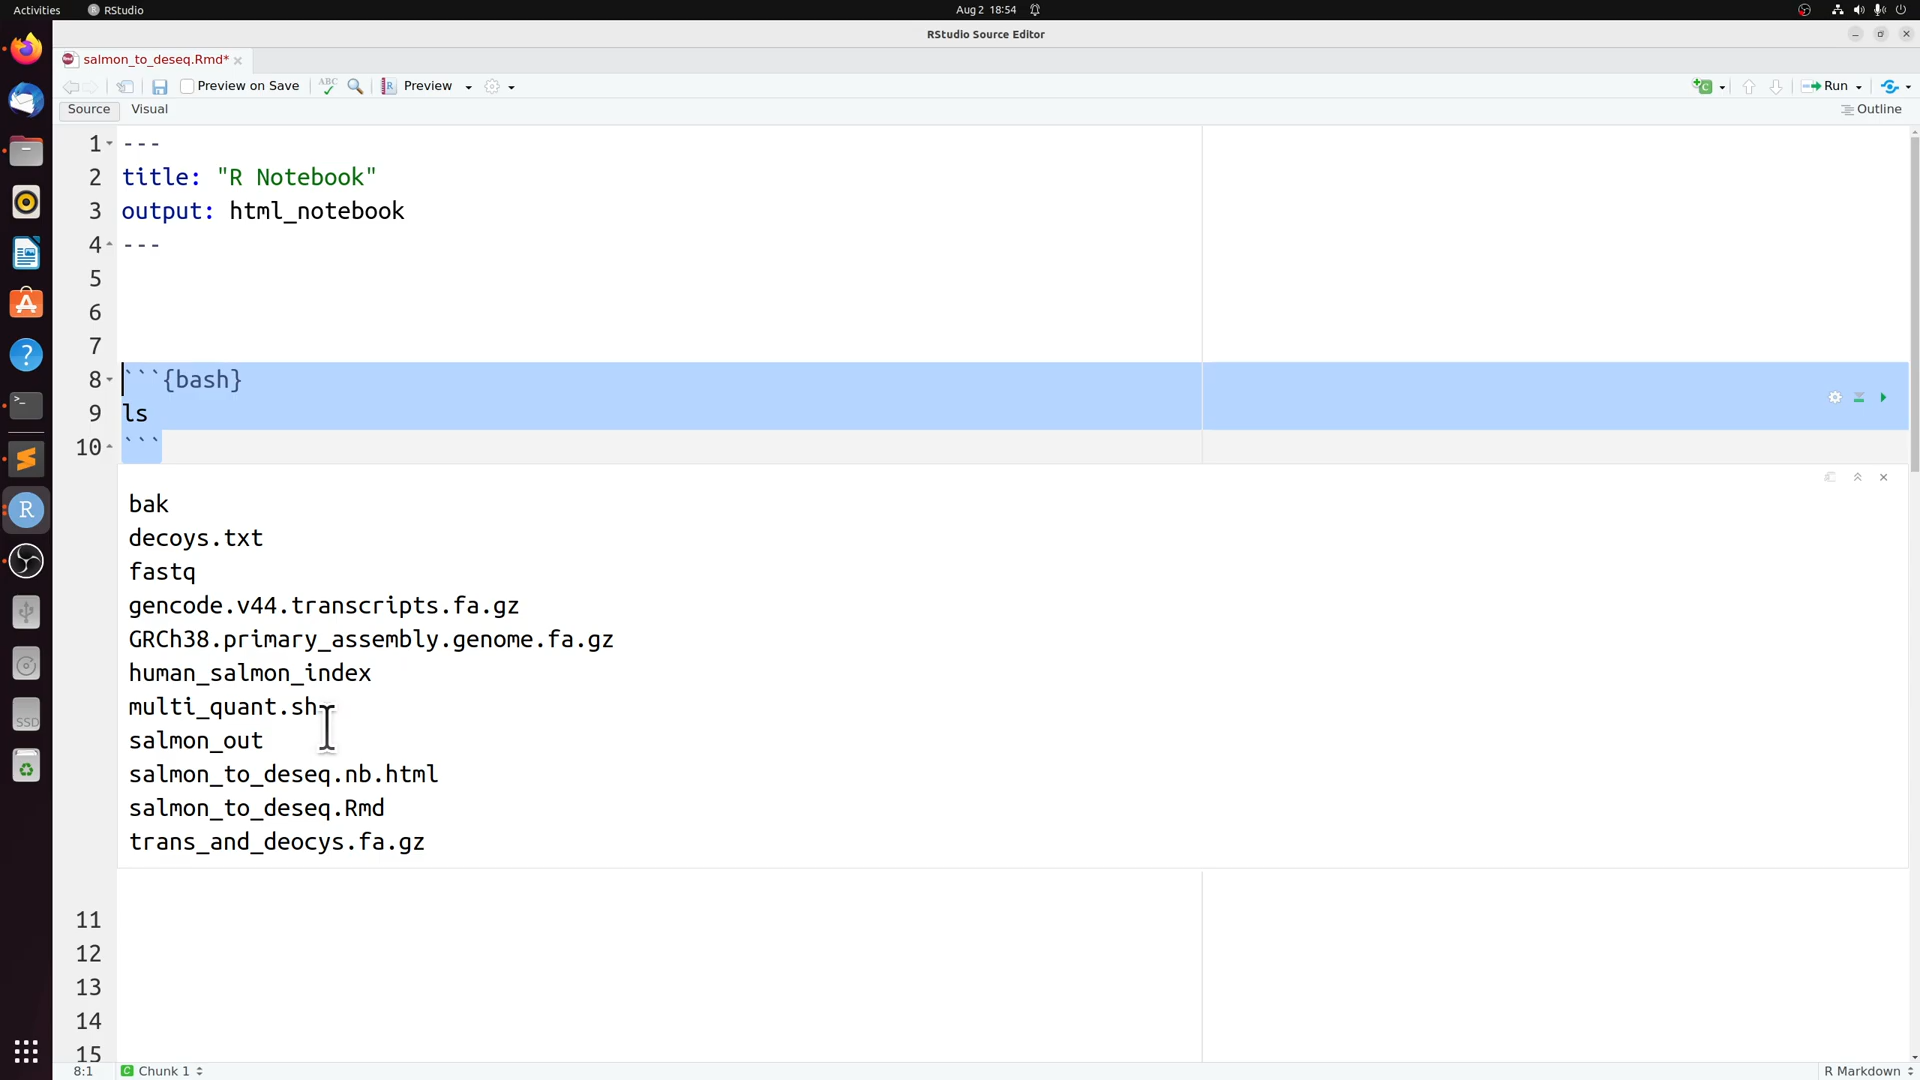 Activities RStudio Aug 2 18:54
RStudio Source Editor
salmon_to_deseq.Rmd*
Preview on Save ABC R Preview Run
Source Visual Outline
1 ---
2 title: "R Notebook"
3 output: html_notebook
4 ---
5
6
7
8 ```{bash}
9 ls
10 ```
bak
decoys.txt
fastq
gencode.v44.transcripts.fa.gz
GRCh38.primary_assembly.genome.fa.gz
human_salmon_index
multi_quant.sh
salmon_out
salmon_to_deseq.nb.html
salmon_to_deseq.Rmd
trans_and_deocys.fa.gz
11
12
13
14
15
8:1 C Chunk 1 R Markdown
R
SSD